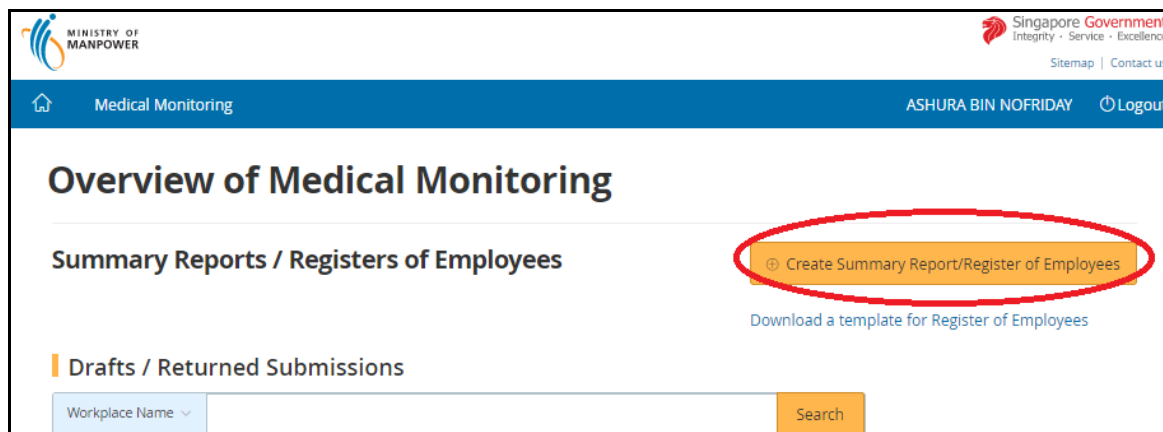 MINISTRY OF
MANPOWER
Singapore Government
Integrity · Service · Excellence
Sitemap | Contact us
Medical Monitoring
ASHURA BIN NOFRIDAY
Logout
Overview of Medical Monitoring
Summary Reports / Registers of Employees
Create Summary Report/Register of Employees
Download a template for Register of Employees
Drafts / Returned Submissions
Workplace Name
Search